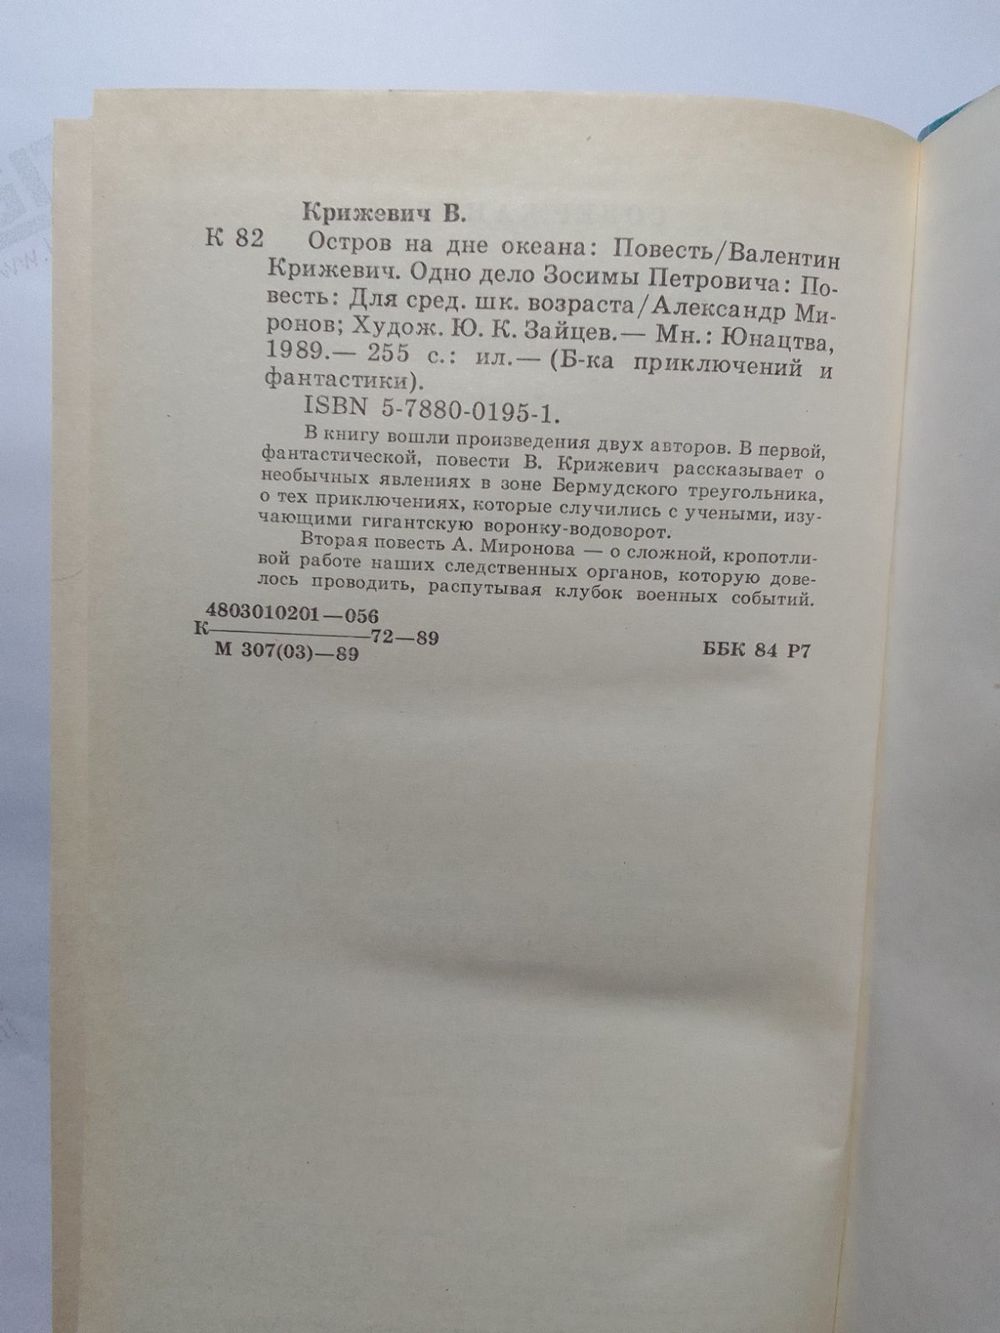 Крижевич В.
К 82 Остров на дне океана: Повесть/Валентин
Крижевич. Одно дело Зосимы Петровича: По-
весть: Для сред. шк. возраста/Александр Ми-
ронов; Худож. Ю. К. Зайцев.— Мн.: Юнацтва,
1989.— 255 с.: ил.— (Б-ка приключений и
фантастики).
ISBN 5-7880-0195-1.
В книгу вошли произведения двух авторов. В первой,
фантастической, повести В. Крижевич рассказывает о
необычных явлениях в зоне Бермудского треугольника,
о тех приключениях, которые случились с учеными, изу-
чающими гигантскую воронку-водоворот.
Вторая повесть А. Миронова — о сложной, кропотли-
вой работе наших следственных органов, которую дове-
лось проводить, распутывая клубок военных событий.
4803010201—056
К 72—89
М 307(03)—89
ББК 84 Р7